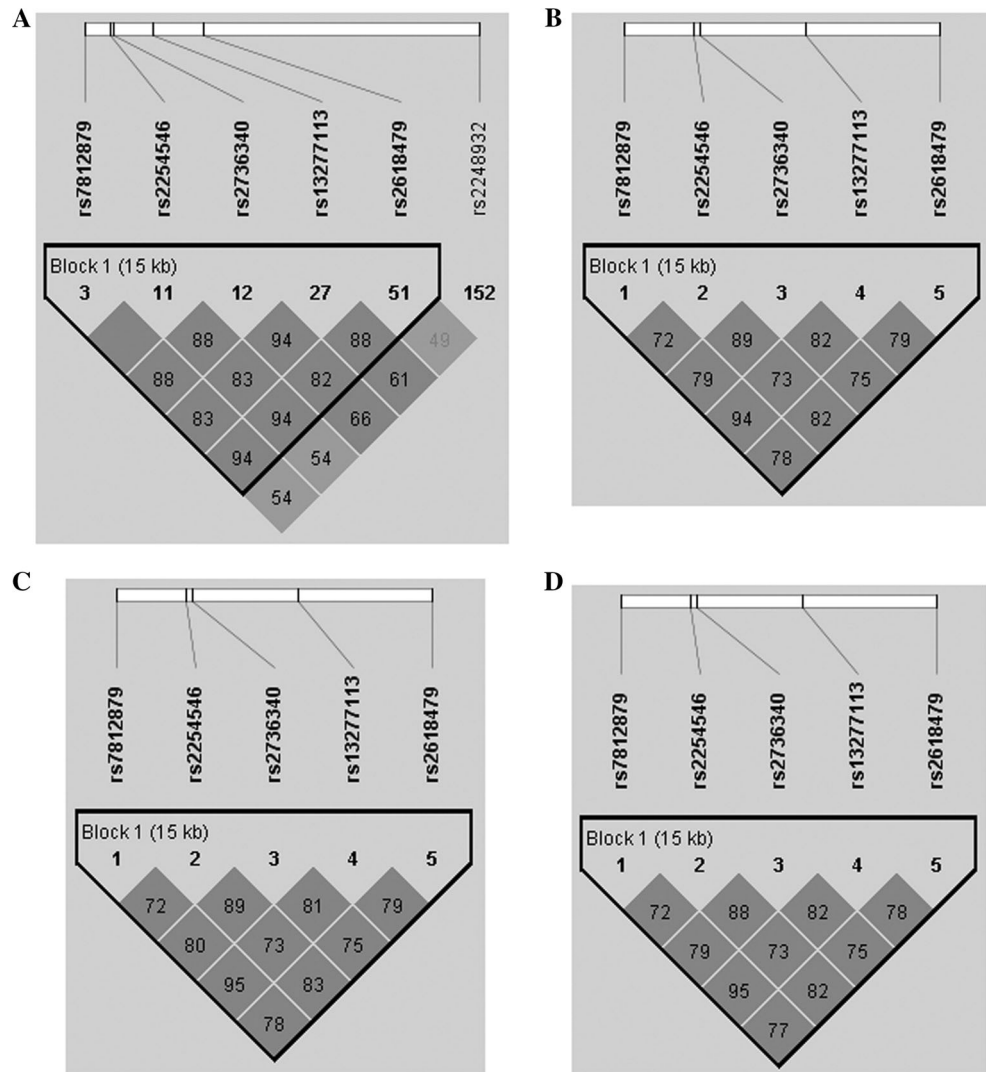 A
rs7812879 rs2254546 rs2736340 rs13277113 rs2618479 rs2248932
Block 1 (15 kb)
3 11 12 27 51 152
88 94 88 49
88 83 82 61
83 94 66
94 54
54
B
rs7812879 rs2254546 rs2736340 rs13277113 rs2618479
Block 1 (15 kb)
1 2 3 4 5
72 89 82 79
79 73 75
94 82
78
C
rs7812879 rs2254546 rs2736340 rs13277113 rs2618479
Block 1 (15 kb)
1 2 3 4 5
72 89 81 79
80 73 75
95 83
78
D
rs7812879 rs2254546 rs2736340 rs13277113 rs2618479
Block 1 (15 kb)
1 2 3 4 5
72 88 82 78
79 73 75
95 82
77